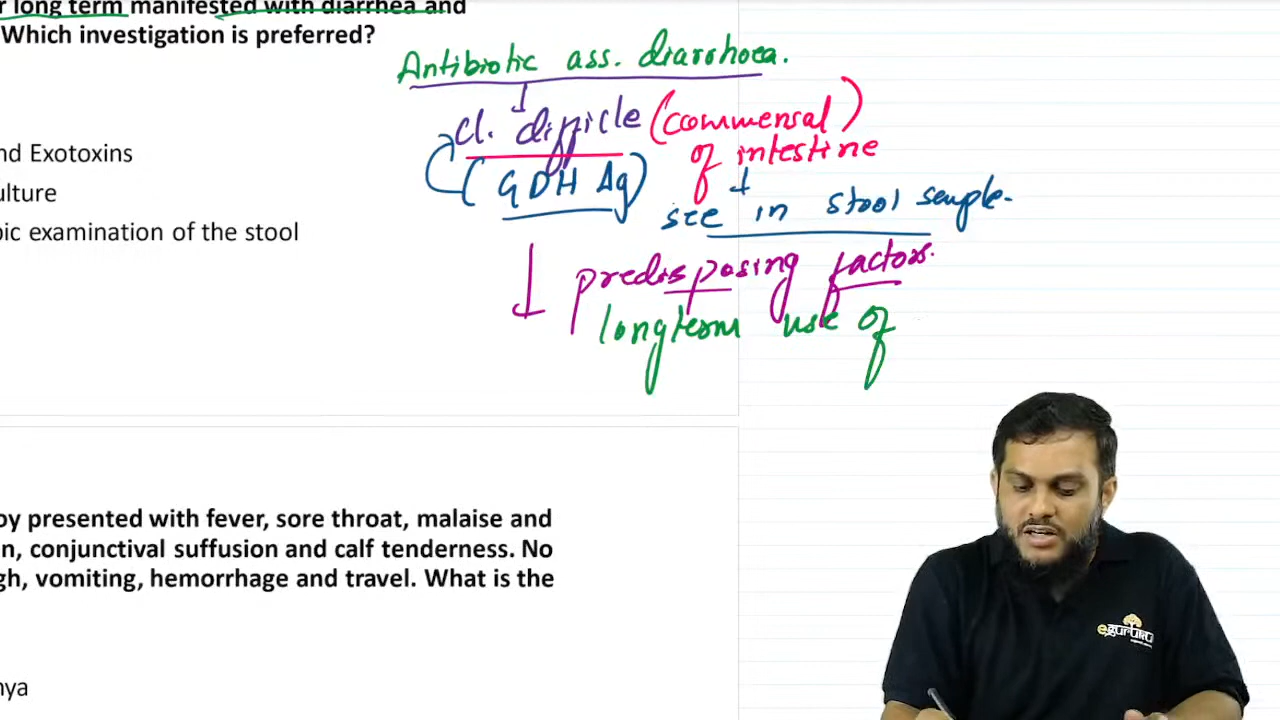 r long term manifested with diarrhea and
Which investigation is preferred?
Antibiotic ass. diarrhoea.
cl. difficle (commensal)
of intestine
(GDH Ag)
see in stool sample.
nd Exotoxins
ulture
pic examination of the stool
predisposing factors.
longterm use of
oy presented with fever, sore throat, malaise and
n, conjunctival suffusion and calf tenderness. No
gh, vomiting, hemorrhage and travel. What is the
nya
egurukul